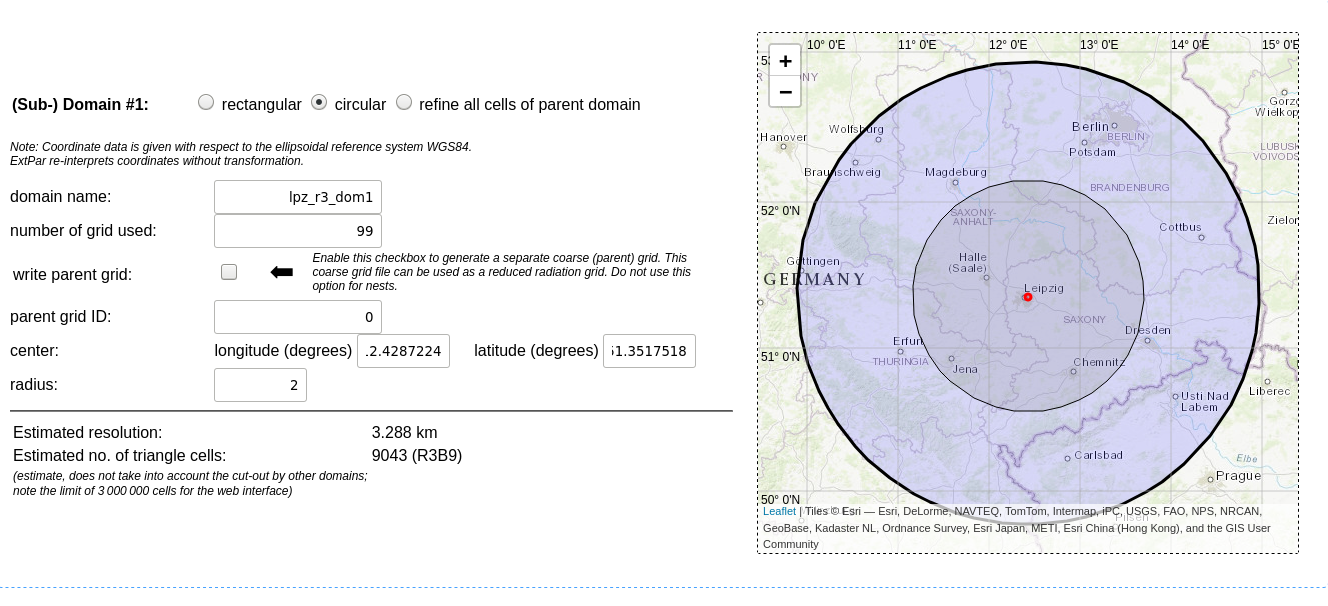 (Sub-) Domain #1: rectangular circular refine all cells of parent domain
Note: Coordinate data is given with respect to the ellipsoidal reference system WGS84.
ExtPar re-interprets coordinates without transformation.
domain name: lpz_r3_dom1
number of grid used: 99
write parent grid:
Enable this checkbox to generate a separate coarse (parent) grid. This
coarse grid file can be used as a reduced radiation grid. Do not use this
option for nests.
parent grid ID: 0
center: longitude (degrees) .2.4287224 latitude (degrees) 51.3517518
radius: 2
Estimated resolution: 3.288 km
Estimated no. of triangle cells: 9043 (R3B9)
(estimate, does not take into account the cut-out by other domains;
note the limit of 3 000 000 cells for the web interface)
10° 0'E 11° 0'E 12° 0'E 13° 0'E 14° 0'E 15° 0'E
+
−
Gorzo
Wielkop
Hanover
Wolfsburg
Berlin
BERLIN
Potsdam
LUBUSK
VOIVODS
Braunschweig
Magdeburg
BRANDENBURG
52° 0'N
SAXONY-
ANHALT
Zielon
Cottbus
Göttingen
Halle
(Saale)
GERMANY
Leipzig
SAXONY
Dresden
Erfurt
51° 0'N
THURINGIA
Jena
Chemnitz
Liberec
Usti Nad
Labem
Carlsbad
Elbe
Prague
50° 0'N
Pilsen
Leaflet | Tiles © Esri — Esri, DeLorme, NAVTEQ, TomTom, Intermap, iPC, USGS, FAO, NPS, NRCAN,
GeoBase, Kadaster NL, Ordnance Survey, Esri Japan, METI, Esri China (Hong Kong), and the GIS User
Community